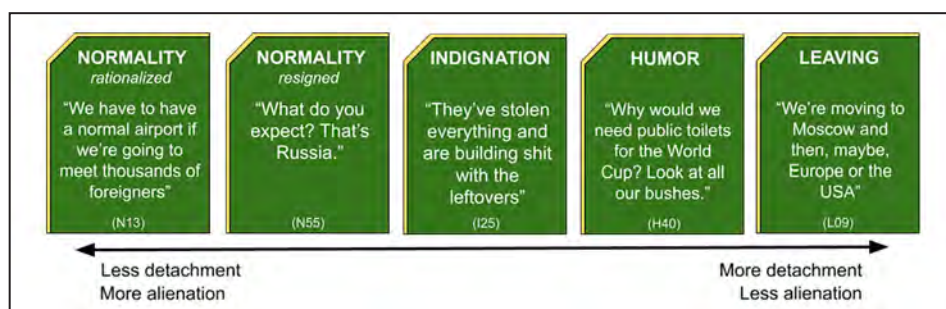 NORMALITY
rationalized
“We have to have
a normal airport if
we’re going to
meet thousands of
foreigners”
(N13)
NORMALITY
resigned
“What do you
expect? That’s
Russia.”
(N55)
INDIGNATION
“They’ve stolen
everything and
are building shit
with the
leftovers”
(I25)
HUMOR
“Why would we
need public toilets
for the World
Cup? Look at all
our bushes.”
(H40)
LEAVING
“We’re moving to
Moscow and
then, maybe,
Europe or the
USA”
(L09)
Less detachment
More alienation
More detachment
Less alienation